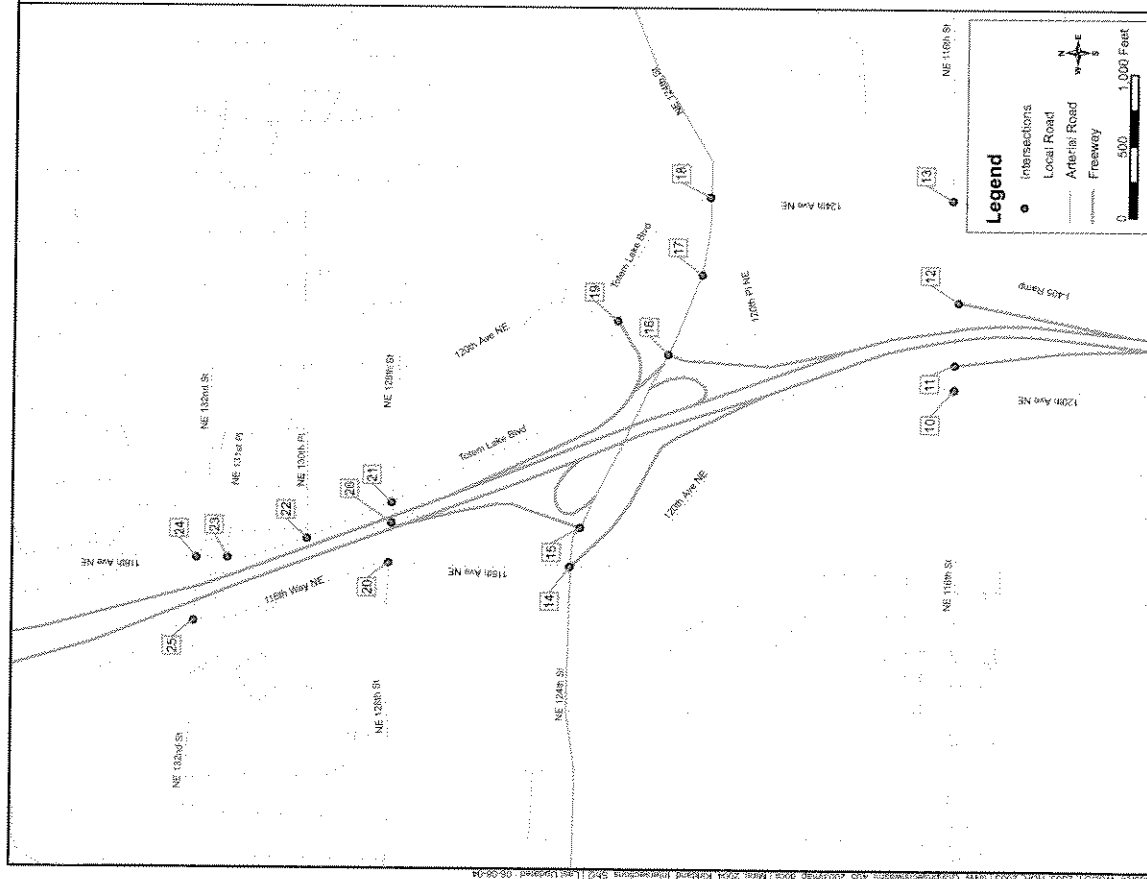 NE 124th St
NE 116th St
18
13
124th Ave NE
Totem Lake Blvd
17
19
120th Pl NE
12
I-405 Ramp
16
120th Ave NE
11
10
120th Ave NE
NE 128th St
NE 132nd St
NE 131st Pl
NE 130th Pl
Totem Lake Blvd
21
22
24
23
116th Ave NE
20
15
120th Ave NE
116th Way NE
116th Ave NE
14
NE 116th St
25
NE 128th St
NE 124th St
NE 132nd St
Legend
Intersections
Local Road
Arterial Road
Freeway
N
W
E
S
0
500
1,000 Feet